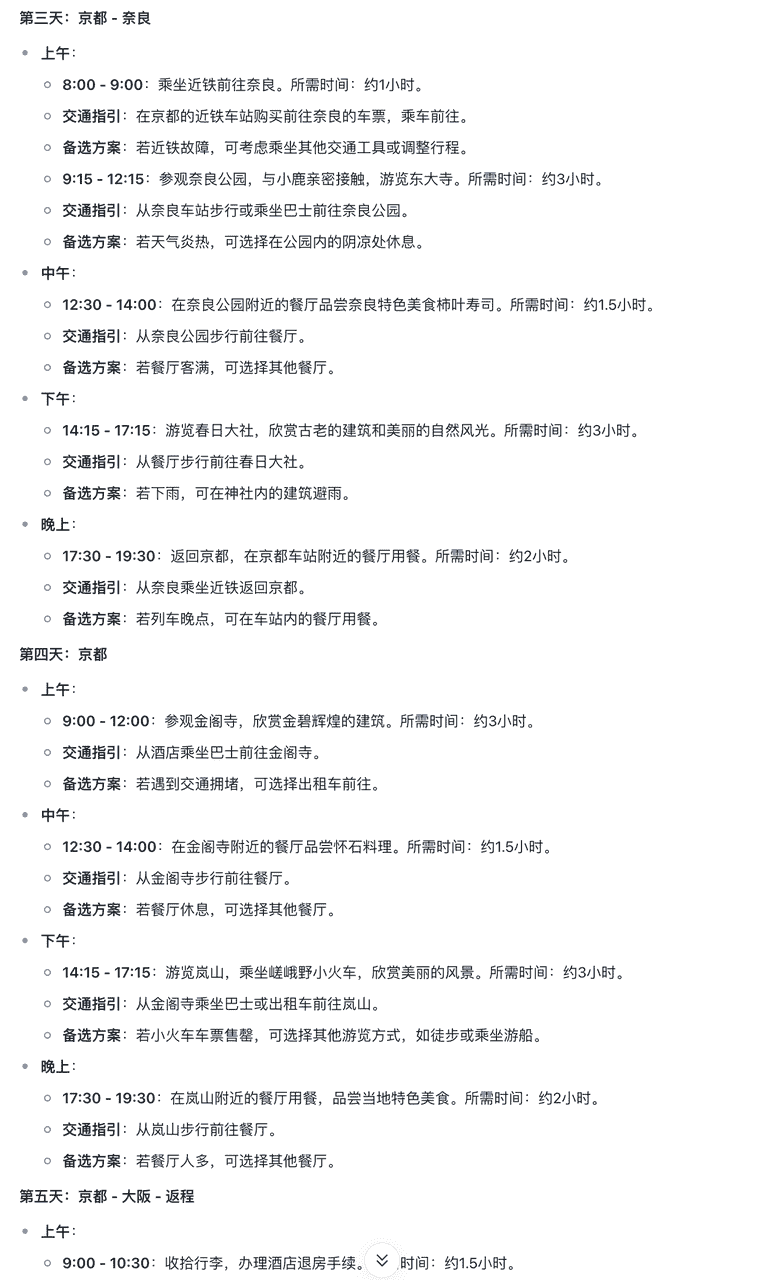 第三天：京都 - 奈良
上午：
8:00 - 9:00：乘坐近铁前往奈良。所需时间：约1小时。
交通指引：在京都的近铁车站购买前往奈良的车票，乘车前往。
备选方案：若近铁故障，可考虑乘坐其他交通工具或调整行程。
9:15 - 12:15：参观奈良公园，与小鹿亲密接触，游览东大寺。所需时间：约3小时。
交通指引：从奈良车站步行或乘坐巴士前往奈良公园。
备选方案：若天气炎热，可选择在公园内的阴凉处休息。
中午：
12:30 - 14:00：在奈良公园附近的餐厅品尝奈良特色美食柿叶寿司。所需时间：约1.5小时。
交通指引：从奈良公园步行前往餐厅。
备选方案：若餐厅客满，可选择其他餐厅。
下午：
14:15 - 17:15：游览春日大社，欣赏古老的建筑和美丽的自然风光。所需时间：约3小时。
交通指引：从餐厅步行前往春日大社。
备选方案：若下雨，可在神社内的建筑避雨。
晚上：
17:30 - 19:30：返回京都，在京都车站附近的餐厅用餐。所需时间：约2小时。
交通指引：从奈良乘坐近铁返回京都。
备选方案：若列车晚点，可在车站内的餐厅用餐。
第四天：京都
上午：
9:00 - 12:00：参观金阁寺，欣赏金碧辉煌的建筑。所需时间：约3小时。
交通指引：从酒店乘坐巴士前往金阁寺。
备选方案：若遇到交通拥堵，可选择出租车前往。
中午：
12:30 - 14:00：在金阁寺附近的餐厅品尝怀石料理。所需时间：约1.5小时。
交通指引：从金阁寺步行前往餐厅。
备选方案：若餐厅休息，可选择其他餐厅。
下午：
14:15 - 17:15：游览岚山，乘坐嵯峨野小火车，欣赏美丽的风景。所需时间：约3小时。
交通指引：从金阁寺乘坐巴士或出租车前往岚山。
备选方案：若小火车车票售罄，可选择其他游览方式，如徒步或乘坐游船。
晚上：
17:30 - 19:30：在岚山附近的餐厅用餐，品尝当地特色美食。所需时间：约2小时。
交通指引：从岚山步行前往餐厅。
备选方案：若餐厅人多，可选择其他餐厅。
第五天：京都 - 大阪 - 返程
上午：
9:00 - 10:30：收拾行李，办理酒店退房手续。时间：约1.5小时。